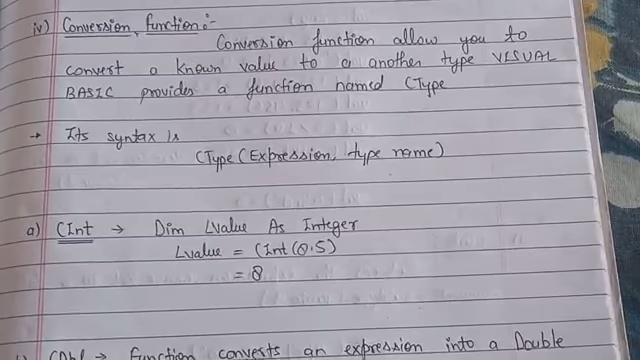 iv) Conversion function :-
Conversion function allow you to
convert a known value to a another type VISUAL
BASIC provides a function named CType
→ Its syntax is
CType (Expression, type name)
a) CInt → Dim Lvalue As Integer
Lvalue = CInt (8.5)
= 8
CDbl → function converts an expression into a Double